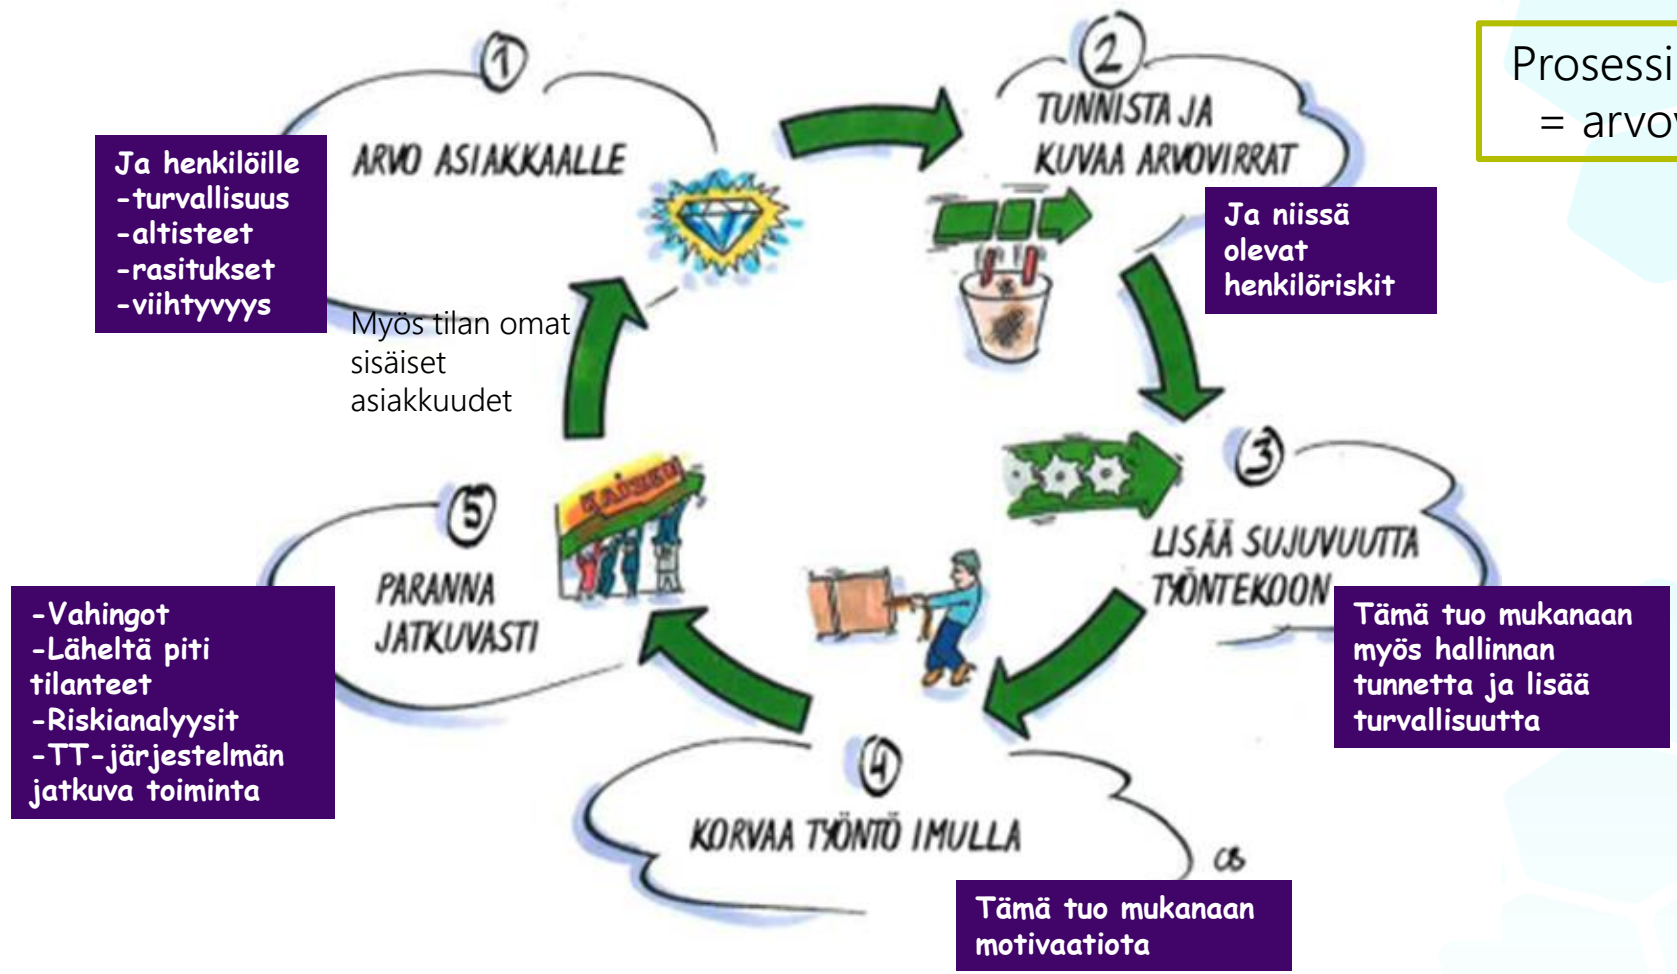 1
ARVO ASIAKKAALLE
Ja henkilöille
-turvallisuus
-altisteet
-rasitukset
-viihtyvyys
Myös tilan omat
sisäiset
asiakkuudet
2
TUNNISTA JA
KUVAA ARVOVIRRAT
Prosessi
=
Ja niissä
olevat
henkilöriskit
3
LISÄÄ SUJUVUUTTA
TYÖNTEKOON
Tämä tuo mukanaan
myös hallinnan
tunnetta ja lisää
turvallisuutta
4
KORVAA TYÖNTÖ IMULLA
CB
Tämä tuo mukanaan
motivaatiota
5
KAIZEN
PARANNA
JATKUVASTI
-Vahingot
-Läheltä piti
tilanteet
-Riskianalyysit
-TT-järjestelmän
jatkuva toiminta